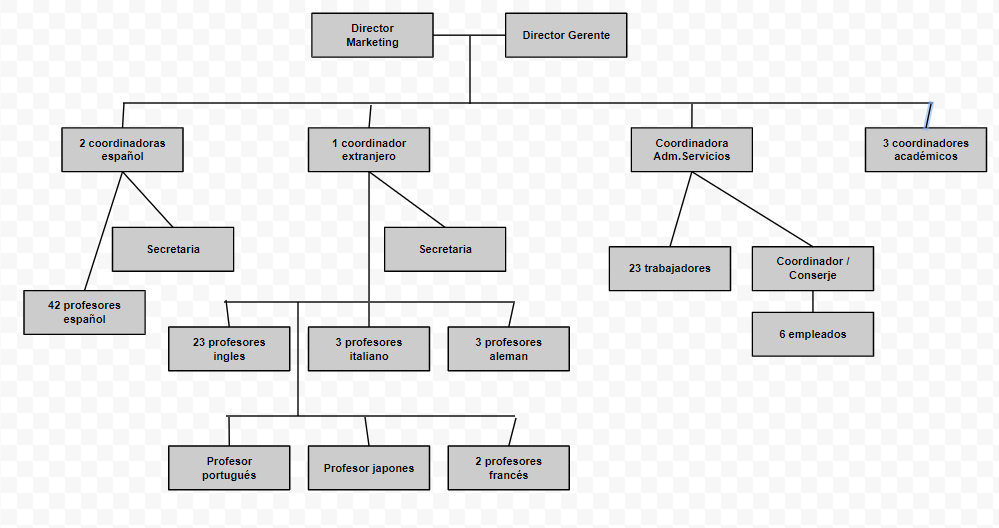 Director
Marketing
Director Gerente
2 coordinadoras
español
1 coordinador
extranjero
Coordinadora
Adm.Servicios
3 coordinadores
académicos
Secretaria
Secretaria
23 trabajadores
Coordinador /
Conserje
42 profesores
español
23 profesores
ingles
3 profesores
italiano
3 profesores
aleman
6 empleados
Profesor
portugués
Profesor japones
2 profesores
francés